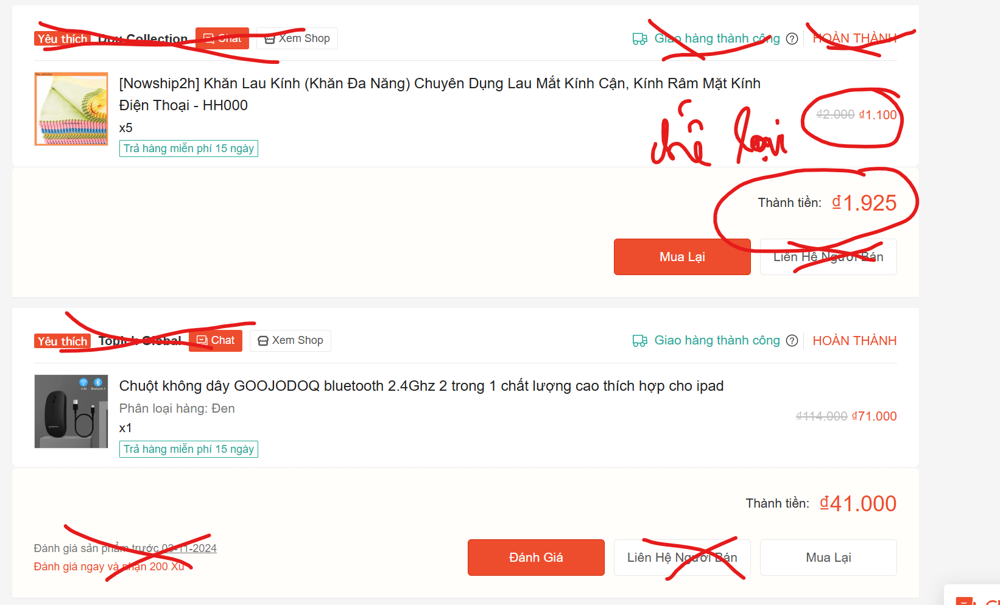 Yêu thích Dou Collection Chat Xem Shop
Giao hàng thành công ? HOÀN THÀNH
[Nowship2h] Khăn Lau Kính (Khăn Đa Năng) Chuyên Dụng Lau Mắt Kính Cận, Kính Râm Mặt Kính
Điện Thoại - HH000
x5
Trả hàng miễn phí 15 ngày
₫2.000 ₫1.100
để lại
Thành tiền: ₫1.925
Mua Lại Liên Hệ Người Bán
Yêu thích Topick Global Chat Xem Shop
Giao hàng thành công ? HOÀN THÀNH
Chuột không dây GOOJODOQ bluetooth 2.4Ghz 2 trong 1 chất lượng cao thích hợp cho ipad
Phân loại hàng: Đen
x1
Trả hàng miễn phí 15 ngày
₫114.000 ₫71.000
Thành tiền: ₫41.000
Đánh giá sản phẩm trước 03-11-2024
Đánh giá ngay và nhận 200 Xu
Đánh Giá Liên Hệ Người Bán Mua Lại